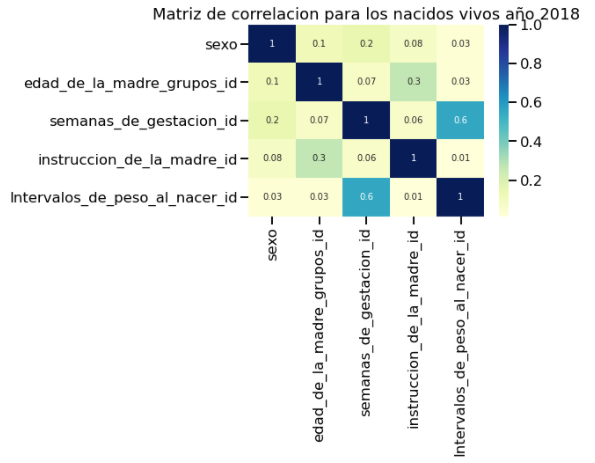 Matriz de correlacion para los nacidos vivos año 2018
sexo 1 0.1 0.2 0.08 0.03
edad_de_la_madre_grupos_id 0.1 1 0.07 0.3 0.03
semanas_de_gestacion_id 0.2 0.07 1 0.06 0.6
instruccion_de_la_madre_id 0.08 0.3 0.06 1 0.01
Intervalos_de_peso_al_nacer_id 0.03 0.03 0.6 0.01 1
sexo
edad_de_la_madre_grupos_id
semanas_de_gestacion_id
instruccion_de_la_madre_id
Intervalos_de_peso_al_nacer_id
1.0
0.8
0.6
0.4
0.2